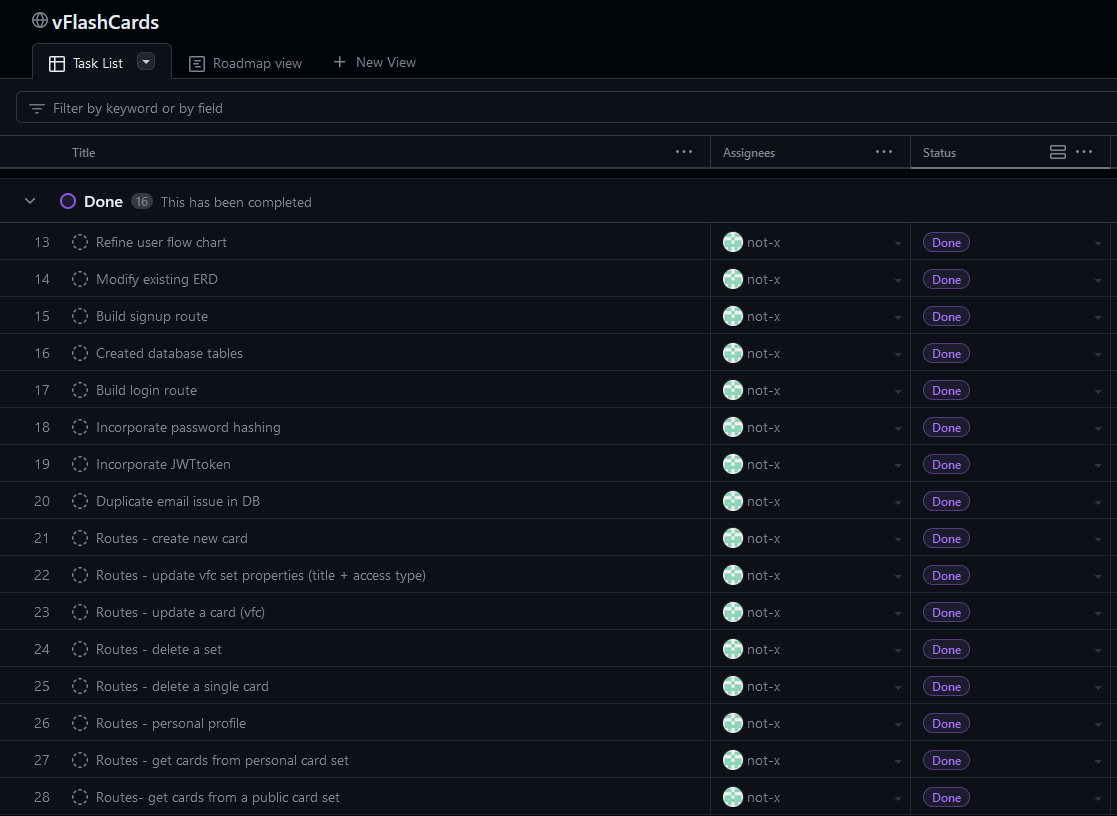 vFlashCards
Task List Roadmap view + New View
Filter by keyword or by field
Title ... Assignees ... Status ...
Done 16 This has been completed
13 Refine user flow chart not-x Done
14 Modify existing ERD not-x Done
15 Build signup route not-x Done
16 Created database tables not-x Done
17 Build login route not-x Done
18 Incorporate password hashing not-x Done
19 Incorporate JWTtoken not-x Done
20 Duplicate email issue in DB not-x Done
21 Routes - create new card not-x Done
22 Routes - update vfc set properties (title + access type) not-x Done
23 Routes - update a card (vfc) not-x Done
24 Routes - delete a set not-x Done
25 Routes - delete a single card not-x Done
26 Routes - personal profile not-x Done
27 Routes - get cards from personal card set not-x Done
28 Routes- get cards from a public card set not-x Done